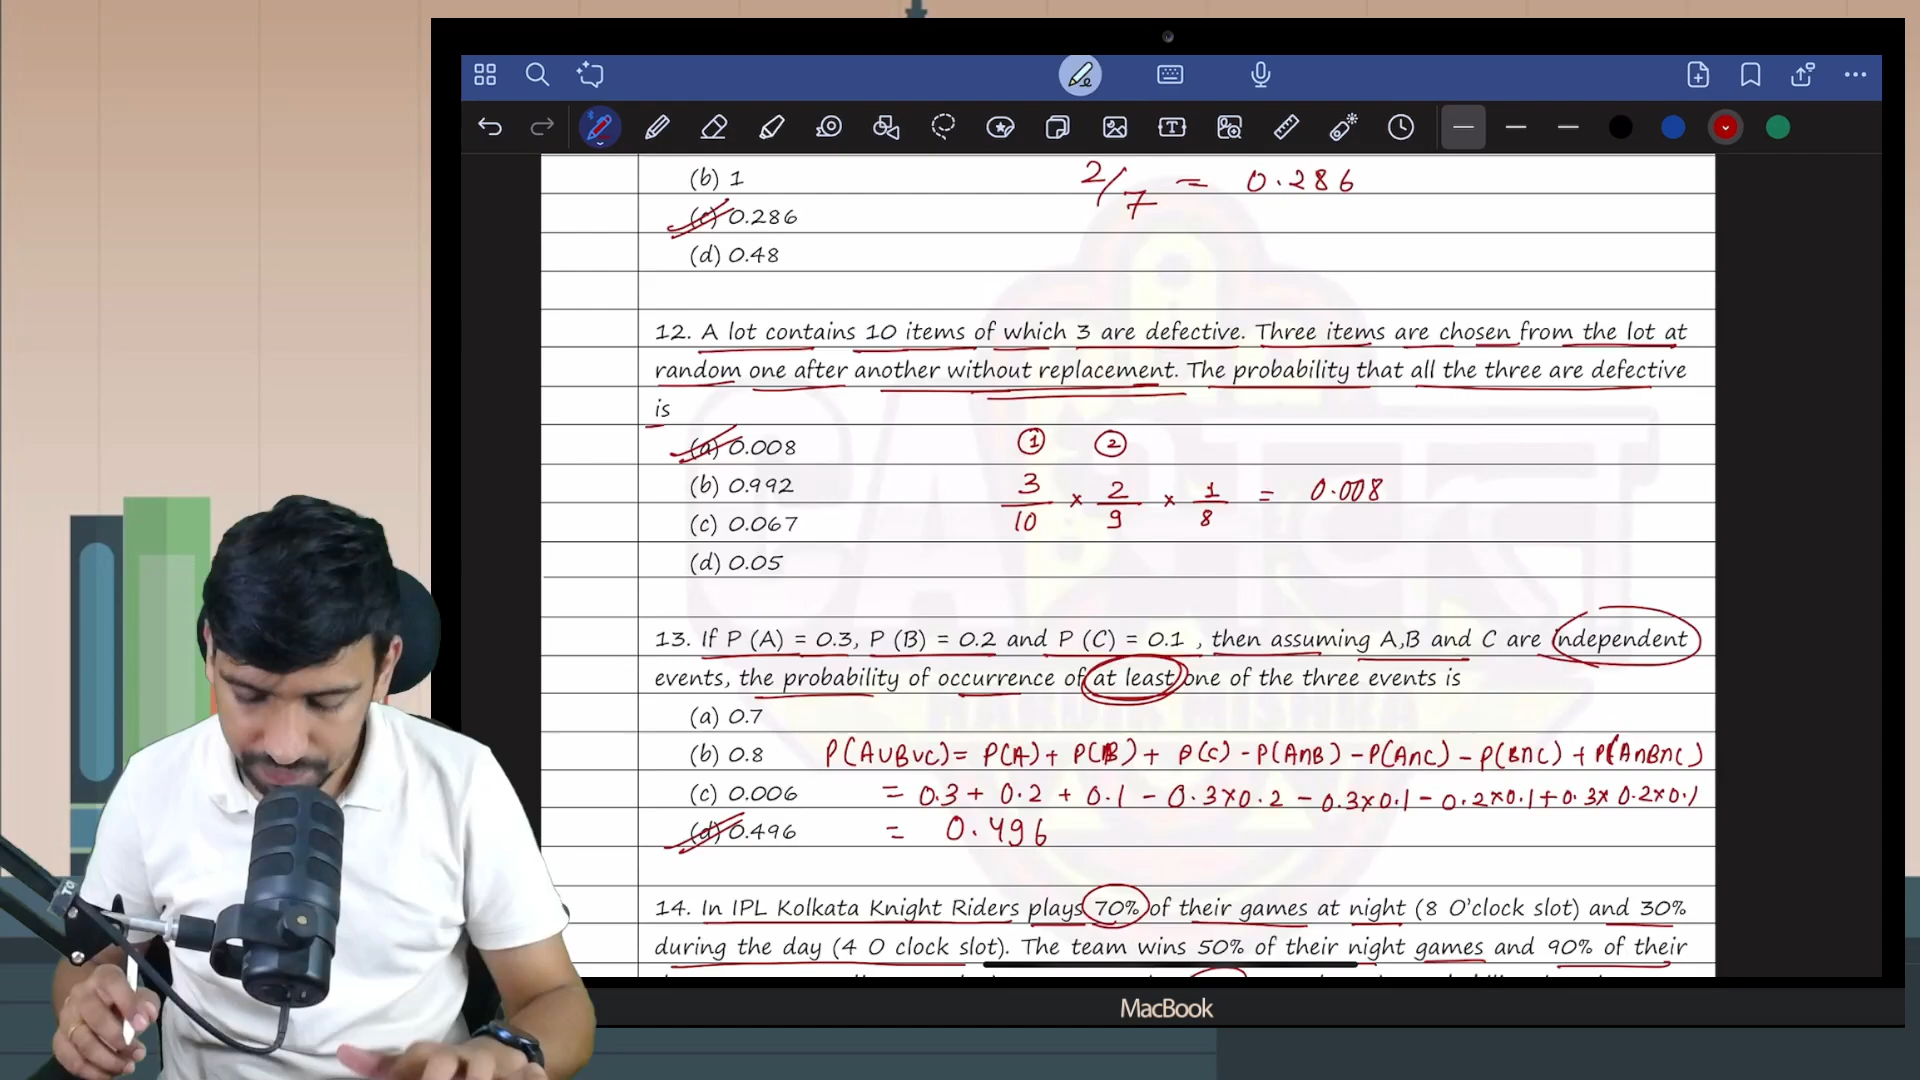 (b) 1
2/7 = 0.286
(c) 0.286
(d) 0.48
12. A lot contains 10 items of which 3 are defective. Three items are chosen from the lot at
random one after another without replacement. The probability that all the three are defective
is
(a) 0.008
1 2
(b) 0.992
3/10 × 2/9 × 1/8 = 0.008
(c) 0.067
(d) 0.05
13. If P (A) = 0.3, P (B) = 0.2 and P (C) = 0.1 , then assuming A,B and C are independent
events, the probability of occurrence of at least one of the three events is
(a) 0.7
(b) 0.8
P(A∪B∪C) = P(A) + P(B) + P(C) - P(A∩B) - P(A∩C) - P(B∩C) + P(A∩B∩C)
(c) 0.006
= 0.3 + 0.2 + 0.1 - 0.3×0.2 - 0.3×0.1 - 0.2×0.1 + 0.3×0.2×0.1
(d) 0.496
= 0.496
14. In IPL Kolkata Knight Riders plays 70% of their games at night (8 O'clock slot) and 30%
during the day (4 O clock slot). The team wins 50% of their night games and 90% of their
MacBook